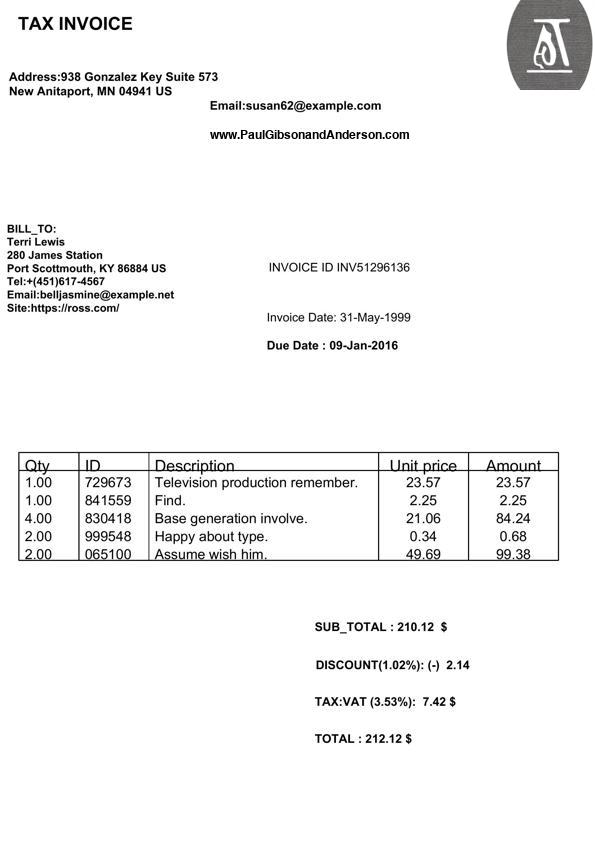 TAX INVOICE
Address:938 Gonzalez Key Suite 573
New Anitaport, MN 04941 US
Email:susan62@example.com
www.PaulGibsonandAnderson.com
BILL_TO:
Terri Lewis
280 James Station
Port Scottmouth, KY 86884 US
Tel:+(451)617-4567
Email:belljasmine@example.net
Site:https://ross.com/
INVOICE ID INV51296136
Invoice Date: 31-May-1999
Due Date : 09-Jan-2016
Qty ID Description Unit price Amount
1.00 729673 Television production remember. 23.57 23.57
1.00 841559 Find. 2.25 2.25
4.00 830418 Base generation involve. 21.06 84.24
2.00 999548 Happy about type. 0.34 0.68
2.00 065100 Assume wish him. 49.69 99.38
SUB_TOTAL : 210.12 $
DISCOUNT(1.02%): (-) 2.14
TAX:VAT (3.53%): 7.42 $
TOTAL : 212.12 $